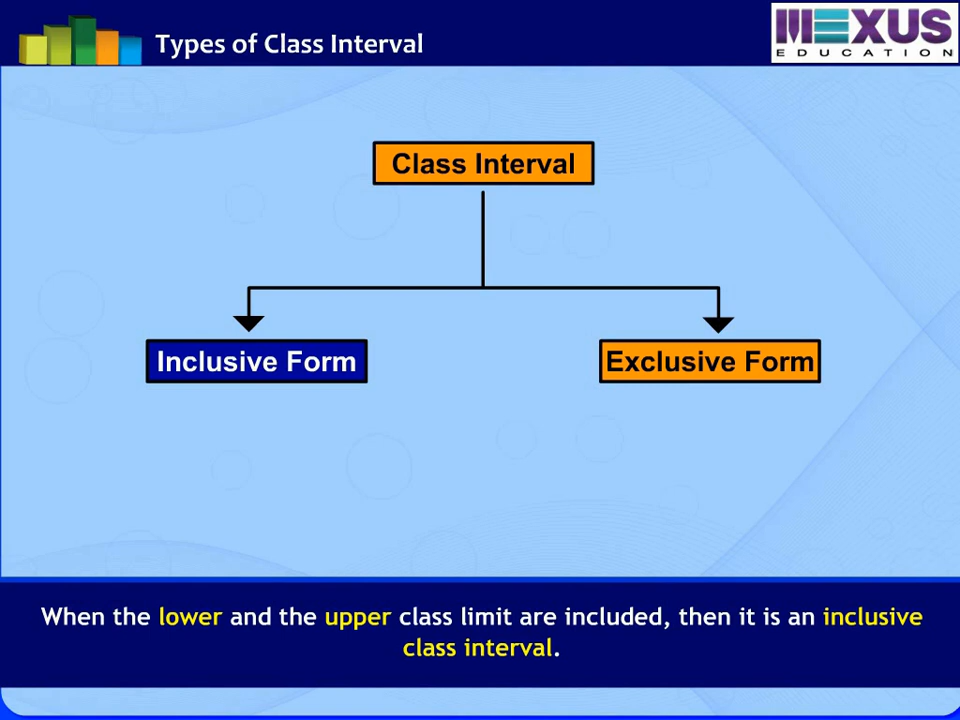 Types of Class Interval
MEXUS
EDUCATION
Class Interval
Inclusive Form
Exclusive Form
When the lower and the upper class limit are included, then it is an inclusive
class interval.